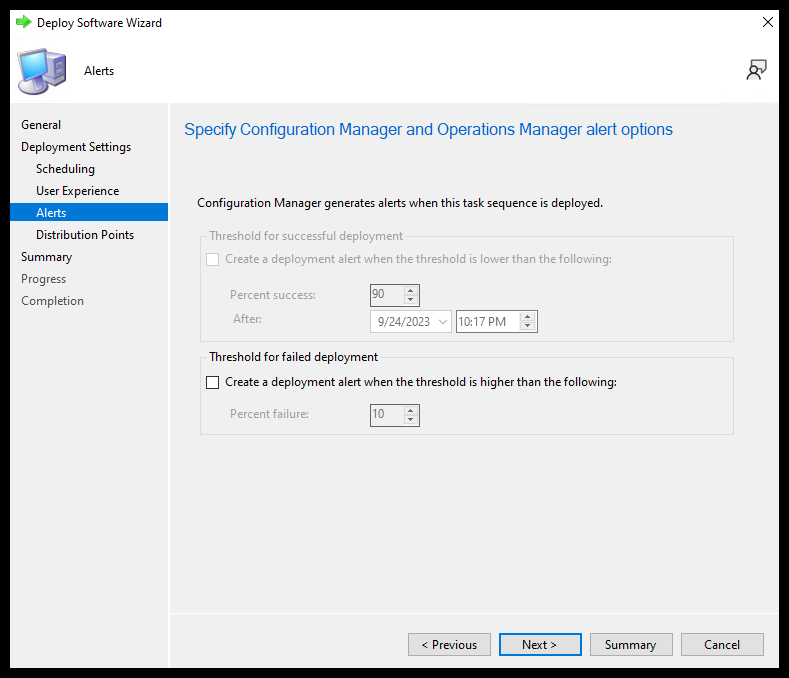 Deploy Software Wizard
Alerts
General
Deployment Settings
Scheduling
User Experience
Alerts
Distribution Points
Summary
Progress
Completion
Specify Configuration Manager and Operations Manager alert options
Configuration Manager generates alerts when this task sequence is deployed.
Threshold for successful deployment
Create a deployment alert when the threshold is lower than the following:
Percent success: 90
After: 9/24/2023 10:17 PM
Threshold for failed deployment
Create a deployment alert when the threshold is higher than the following:
Percent failure: 10
< Previous Next > Summary Cancel